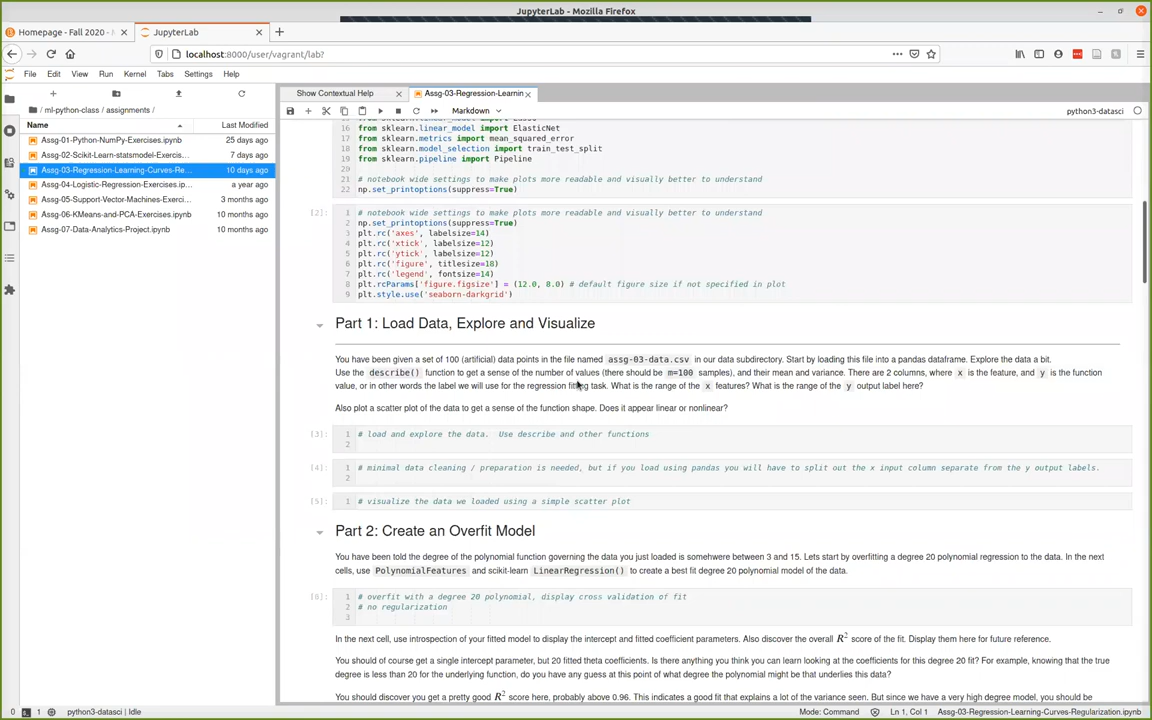 JupyterLab - Mozilla Firefox
Homepage - Fall 2020 -
JupyterLab
localhost:8000/user/vagrant/lab?
File Edit View Run Kernel Tabs Settings Help
Show Contextual Help
Assg-03-Regression-Learnin
/ ml-python-class / assignments /
Markdown
python3-datasci
Name Last Modified
Assg-01-Python-NumPy-Exercises.ipynb 25 days ago
Assg-02-Scikit-Learn-statsmodel-Exercis... 7 days ago
Assg-03-Regression-Learning-Curves-Re... 10 days ago
Assg-04-Logistic-Regression-Exercises.ip... a year ago
Assg-05-Support-Vector-Machines-Exerci... 3 months ago
Assg-06-KMeans-and-PCA-Exercises.ipynb 10 months ago
Assg-07-Data-Analytics-Project.ipynb 10 months ago
16 from sklearn.linear_model import ElasticNet
17 from sklearn.metrics import mean_squared_error
18 from sklearn.model_selection import train_test_split
19 from sklearn.pipeline import Pipeline
20
21 # notebook wide settings to make plots more readable and visually better to understand
22 np.set_printoptions(suppress=True)
[2]: 1 # notebook wide settings to make plots more readable and visually better to understand
2 np.set_printoptions(suppress=True)
3 plt.rc('axes', labelsize=14)
4 plt.rc('xtick', labelsize=12)
5 plt.rc('ytick', labelsize=12)
6 plt.rc('figure', titlesize=18)
7 plt.rc('legend', fontsize=14)
8 plt.rcParams['figure.figsize'] = (12.0, 8.0) # default figure size if not specified in plot
9 plt.style.use('seaborn-darkgrid')
Part 1: Load Data, Explore and Visualize
You have been given a set of 100 (artificial) data points in the file named assg-03-data.csv in our data subdirectory. Start by loading this file into a pandas dataframe. Explore the data a bit.
Use the describe() function to get a sense of the number of values (there should be m=100 samples), and their mean and variance. There are 2 columns, where x is the feature, and y is the function
value, or in other words the label we will use for the regression fitting task. What is the range of the x features? What is the range of the y output label here?
Also plot a scatter plot of the data to get a sense of the function shape. Does it appear linear or nonlinear?
[3]: 1 # load and explore the data. Use describe and other functions
2
[4]: 1 # minimal data cleaning / preparation is needed, but if you load using pandas you will have to split out the x input column separate from the y output labels.
2
[5]: 1 # visualize the data we loaded using a simple scatter plot
Part 2: Create an Overfit Model
You have been told the degree of the polynomial function governing the data you just loaded is somehwere between 3 and 15. Lets start by overfitting a degree 20 polynomial regression to the data. In the next
cells, use PolynomialFeatures and scikit-learn LinearRegression() to create a best fit degree 20 polynomial model of the data.
1 # overfit with a degree 20 polynomial, display cross validation of fit
2 # no regularization
3
In the next cell, use introspection of your fitted model to display the intercept and fitted coefficient parameters. Also discover the overall R² score of the fit. Display them here for future reference.
You should of course get a single intercept parameter, but 20 fitted theta coefficients. Is there anything you think you can learn looking at the coefficients for this degree 20 fit? For example, knowing that the true
degree is less than 20 for the underlying function, do you have any guess at this point of what degree the polynomial might be that underlies this data?
You should discover you get a pretty good R² score here, probably above 0.96. This indicates a good fit that explains a lot of the variance seen. But since we have a very high degree model, you should be
0 1 python3-datasci | Idle
Mode: Command
Ln 1, Col 1
Assg-03-Regression-Learning-Curves-Regularization.ipynb